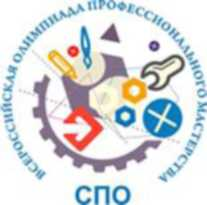 ВСЕРОССИЙСКАЯ ОЛИМПИАДА ПРОФЕССИОНАЛЬНОГО МАСТЕРСТВА
СПО